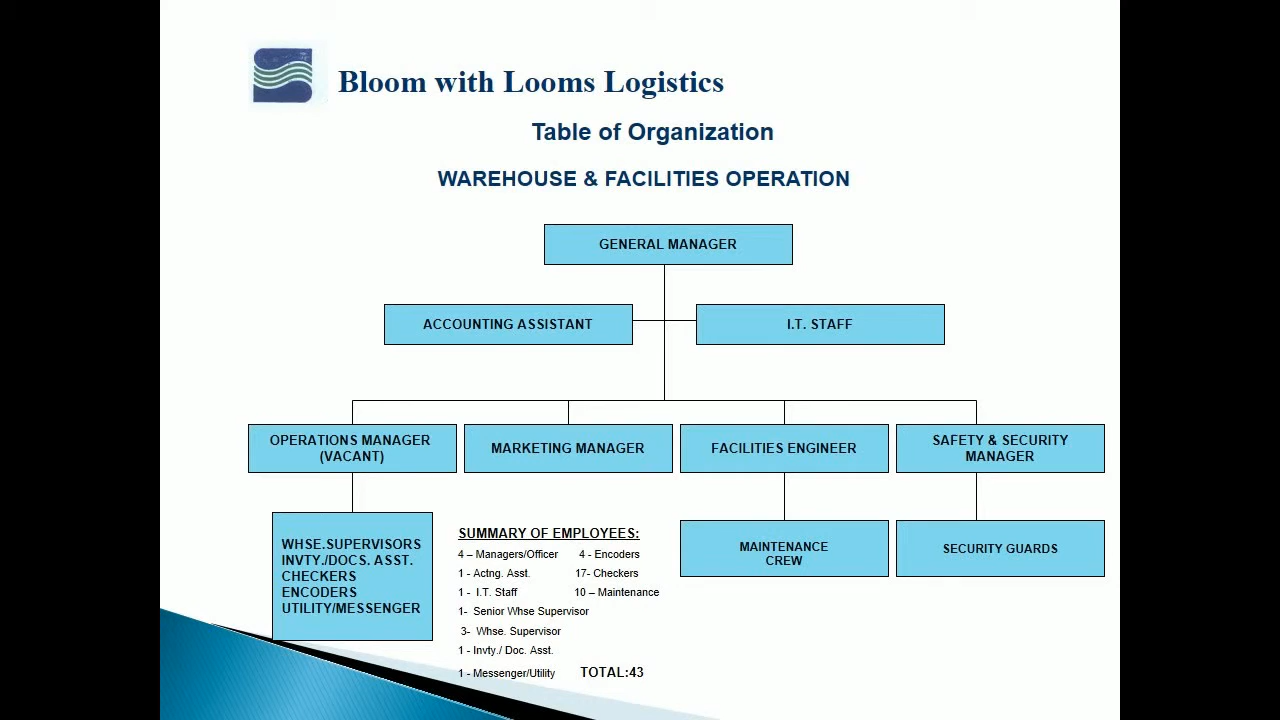 Bloom with Looms Logistics
Table of Organization
WAREHOUSE & FACILITIES OPERATION
GENERAL MANAGER
ACCOUNTING ASSISTANT
I.T. STAFF
OPERATIONS MANAGER
(VACANT)
MARKETING MANAGER
FACILITIES ENGINEER
SAFETY & SECURITY
MANAGER
WHSE.SUPERVISORS
INVTY./DOCS. ASST.
CHECKERS
ENCODERS
UTILITY/MESSENGER
SUMMARY OF EMPLOYEES:
4 – Managers/Officer 4 - Encoders
1 - Actng. Asst. 17- Checkers
1 - I.T. Staff 10 – Maintenance
1- Senior Whse Supervisor
3- Whse. Supervisor
1 - Invty./ Doc. Asst.
1 - Messenger/Utility TOTAL:43
MAINTENANCE
CREW
SECURITY GUARDS